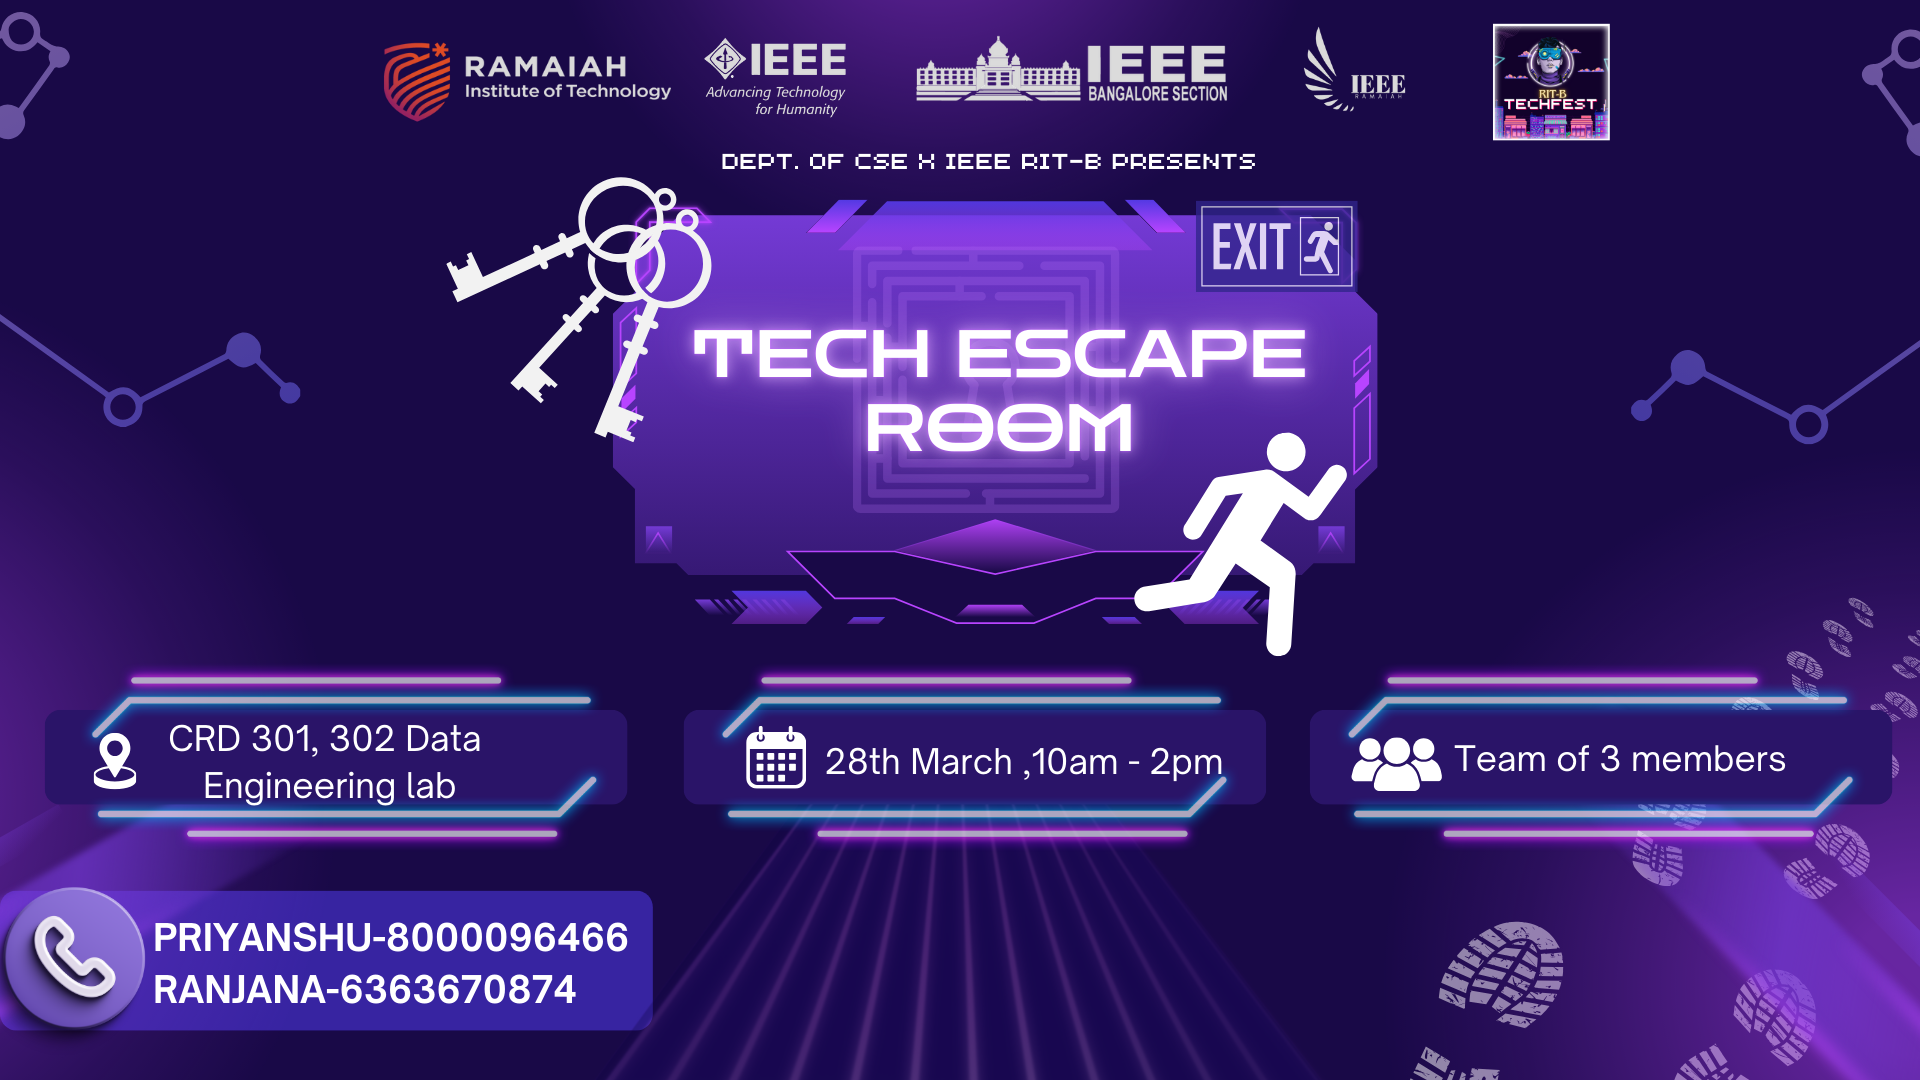 RAMAIAH
Institute of Technology
IEEE
Advancing Technology
for Humanity
IEEE
BANGALORE SECTION
IEEE
RAMAIAH
RIT-B
TECHFEST
DEPT. OF CSE X IEEE RIT-B PRESENTS
EXIT
TECH ESCAPE
ROOM
CRD 301, 302 Data
Engineering lab
28th March ,10am - 2pm
Team of 3 members
PRIYANSHU-8000096466
RANJANA-6363670874